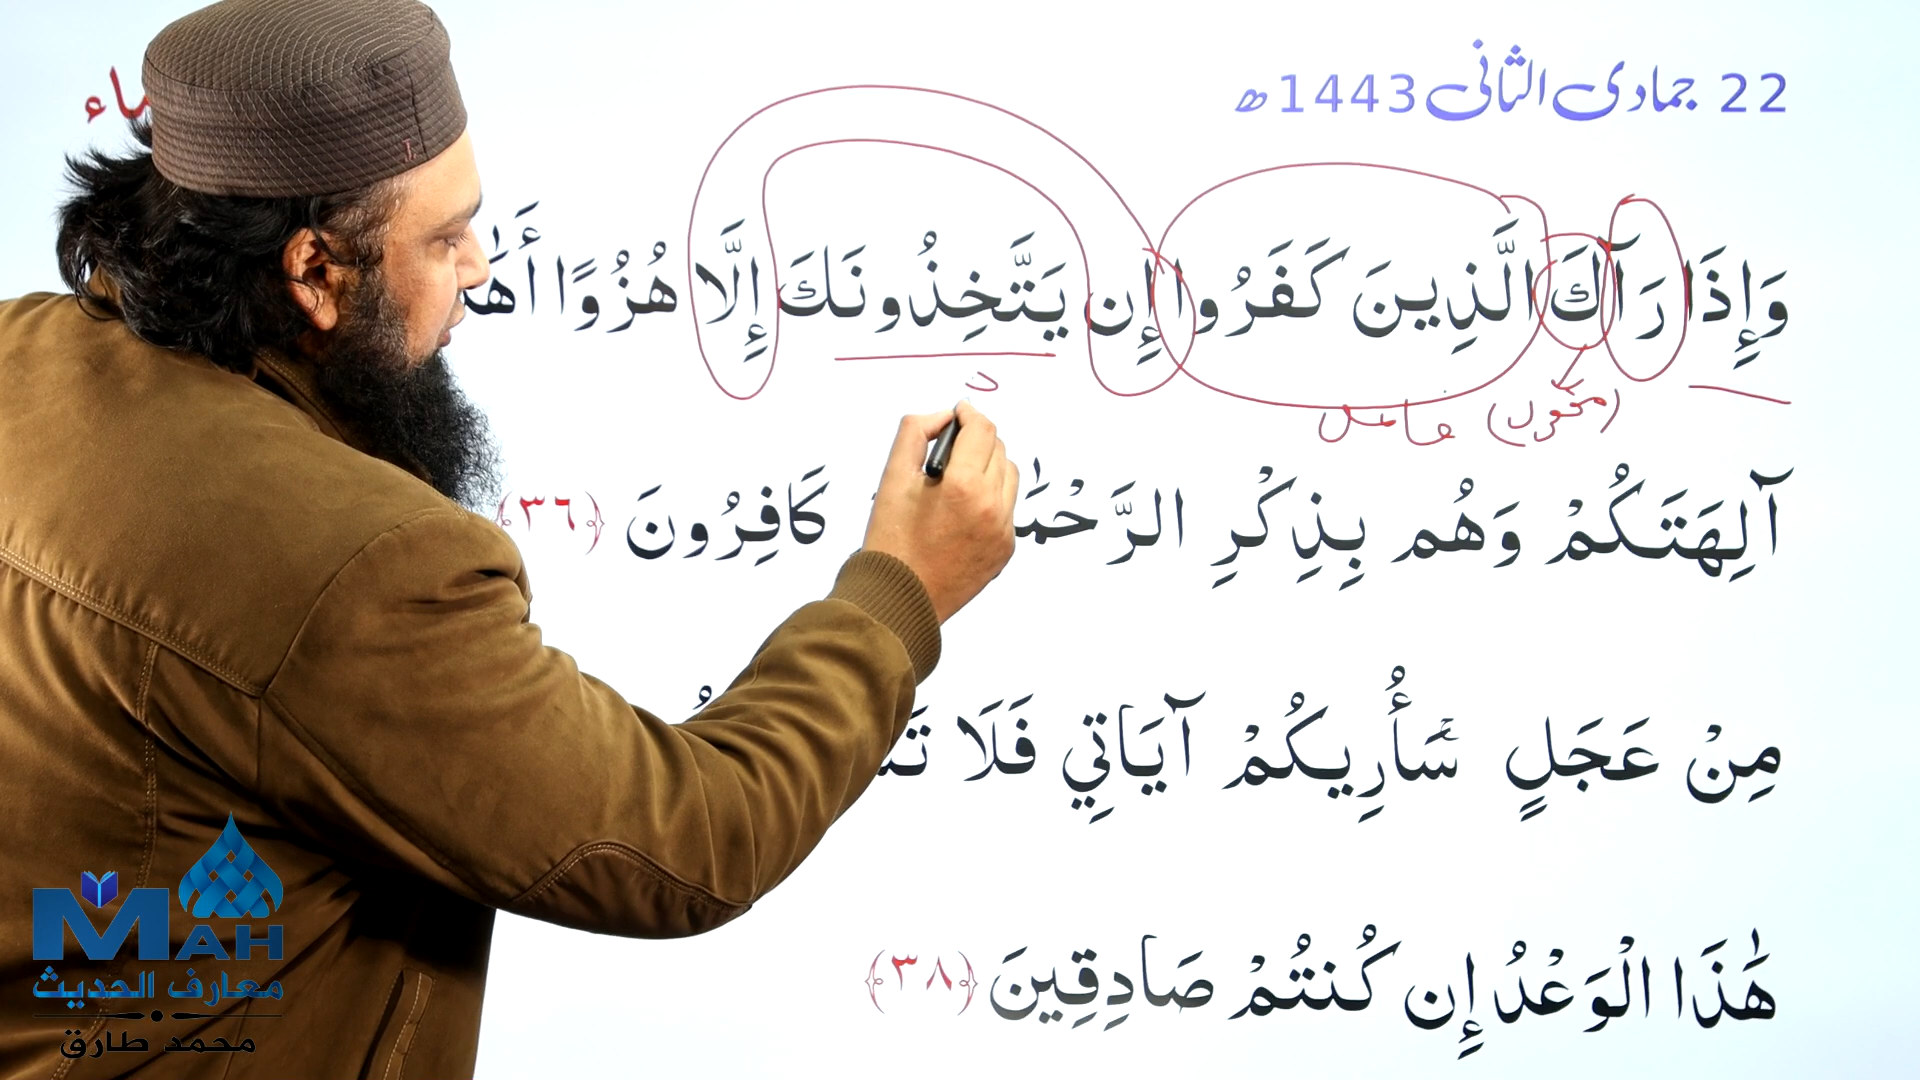 22 جمادی الثانی 1443ھ
وَإِذَا رَآكَ الَّذِينَ كَفَرُوا إِن يَتَّخِذُونَكَ إِلَّا هُزُوًا
(مفعول) فاعل
آلِهَتَكُمْ وَهُم بِذِكْرِ الرَّحْمَٰ كَافِرُونَ ﴿٣٦﴾
مِنْ عَجَلٍ ۚ سَأُرِيكُمْ آيَاتِي فَلَا
هَٰذَا الْوَعْدُ إِن كُنتُمْ صَادِقِينَ ﴿٣٨﴾
MAH
معارف الحديث
محمد طارق